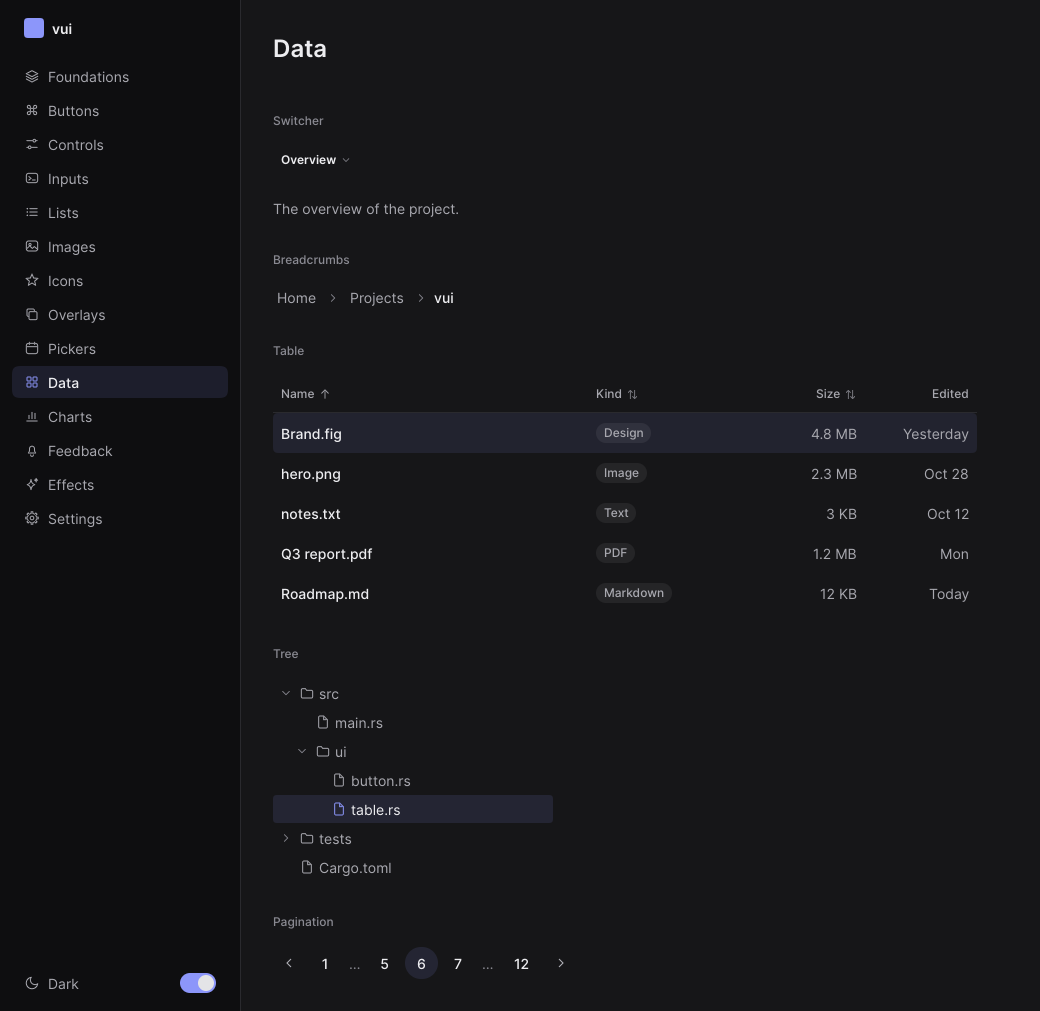 vui
Foundations
Buttons
Controls
Inputs
Lists
Images
Icons
Overlays
Pickers
Data
Charts
Feedback
Effects
Settings
Dark
Data
Switcher
Overview
The overview of the project.
Breadcrumbs
Home Projects vui
Table
Name Kind Size Edited
Brand.fig Design 4.8 MB Yesterday
hero.png Image 2.3 MB Oct 28
notes.txt Text 3 KB Oct 12
Q3 report.pdf PDF 1.2 MB Mon
Roadmap.md Markdown 12 KB Today
Tree
src
main.rs
ui
button.rs
table.rs
tests
Cargo.toml
Pagination
1 ... 5 6 7 ... 12